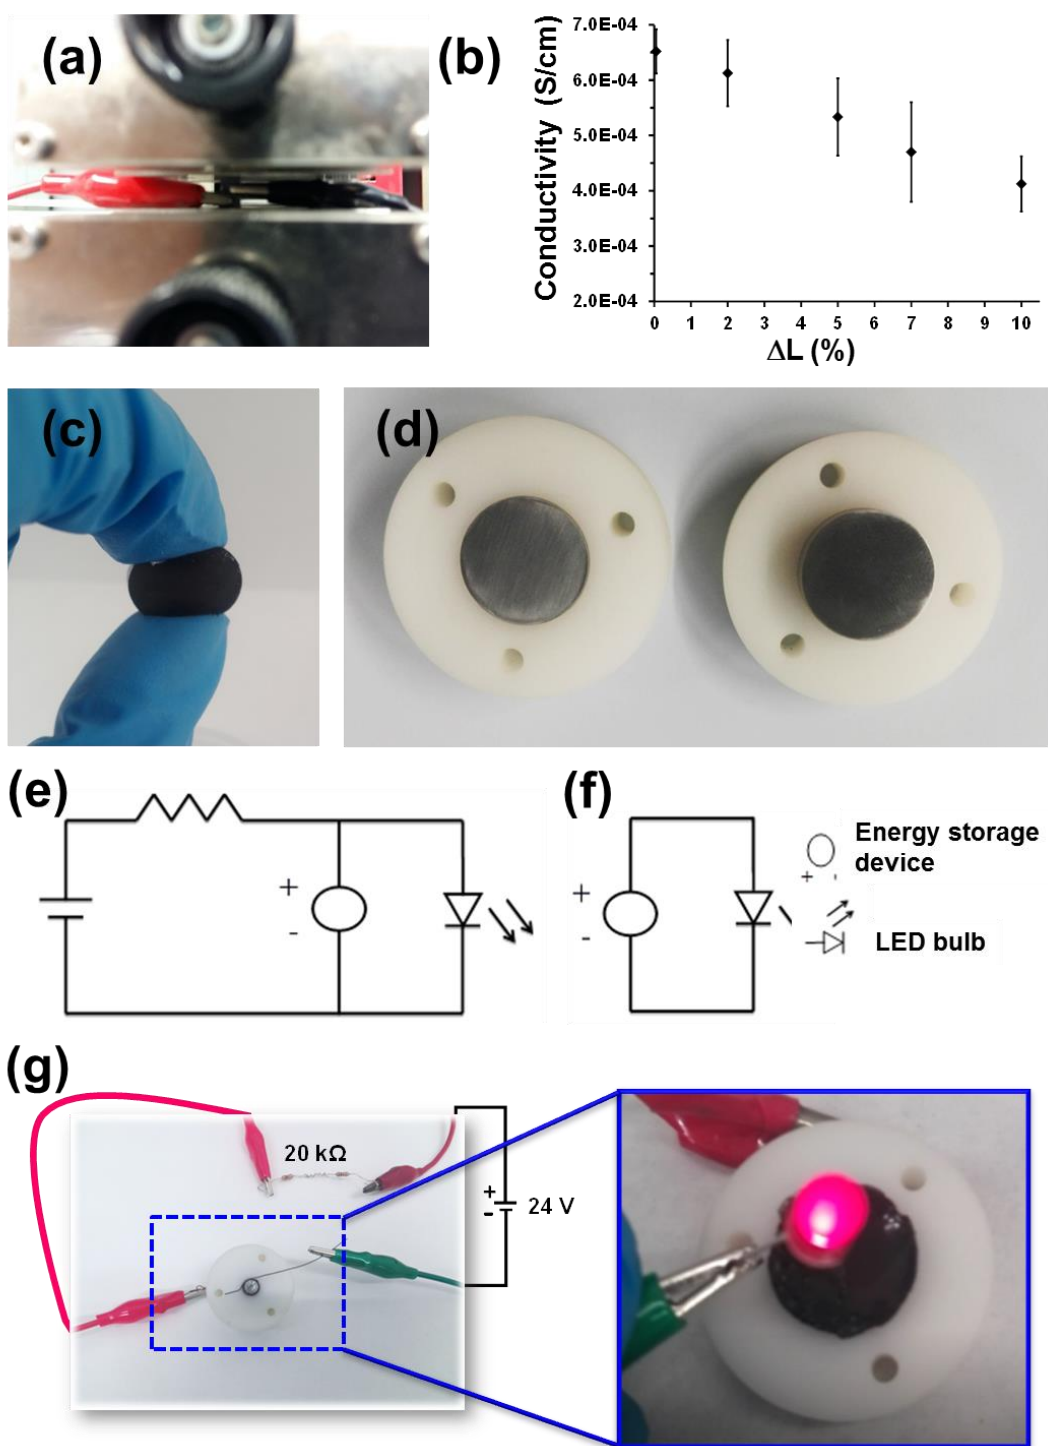 (a)
(b)
Conductivity (S/cm)
7.0E-04
6.0E-04
5.0E-04
4.0E-04
3.0E-04
2.0E-04
0 1 2 3 4 5 6 7 8 9 10
ΔL (%)
(c)
(d)
(e)
+
-
(f)
+
-
Energy storage
device
+ -
LED bulb
(g)
20 kΩ
+
-
24 V